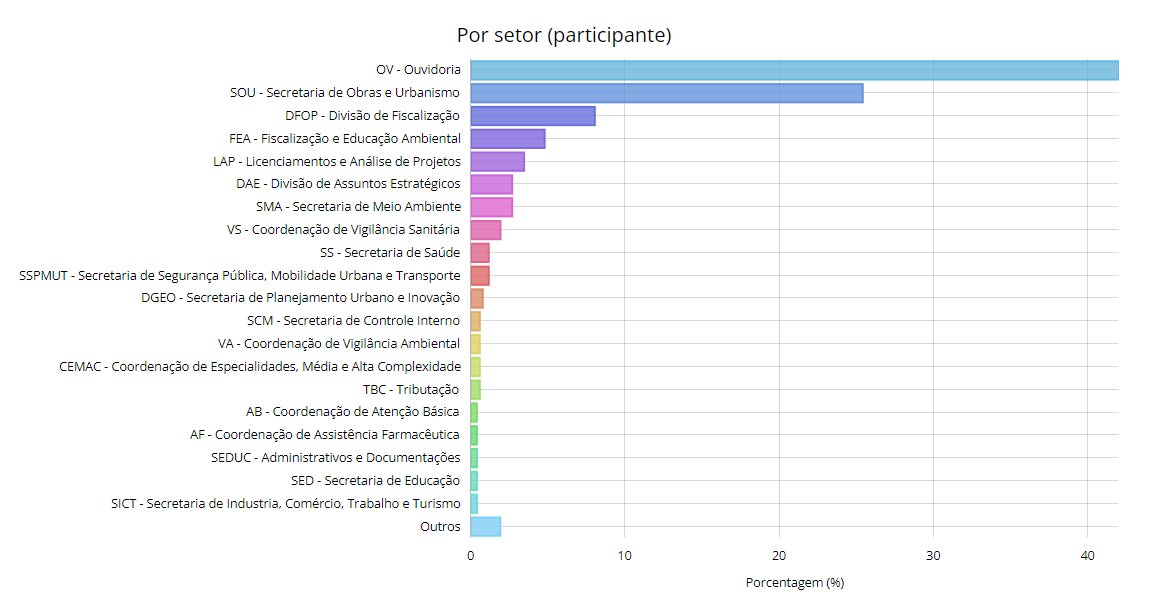 Por setor (participante)
OV - Ouvidoria
SOU - Secretaria de Obras e Urbanismo
DFOP - Divisão de Fiscalização
FEA - Fiscalização e Educação Ambiental
LAP - Licenciamentos e Análise de Projetos
DAE - Divisão de Assuntos Estratégicos
SMA - Secretaria de Meio Ambiente
VS - Coordenação de Vigilância Sanitária
SS - Secretaria de Saúde
SSPMUT - Secretaria de Segurança Pública, Mobilidade Urbana e Transporte
DGEO - Secretaria de Planejamento Urbano e Inovação
SCM - Secretaria de Controle Interno
VA - Coordenação de Vigilância Ambiental
CEMAC - Coordenação de Especialidades, Média e Alta Complexidade
TBC - Tributação
AB - Coordenação de Atenção Básica
AF - Coordenação de Assistência Farmacêutica
SEDUC - Administrativos e Documentações
SED - Secretaria de Educação
SICT - Secretaria de Industria, Comércio, Trabalho e Turismo
Outros
0 10 20 30 40
Porcentagem (%)